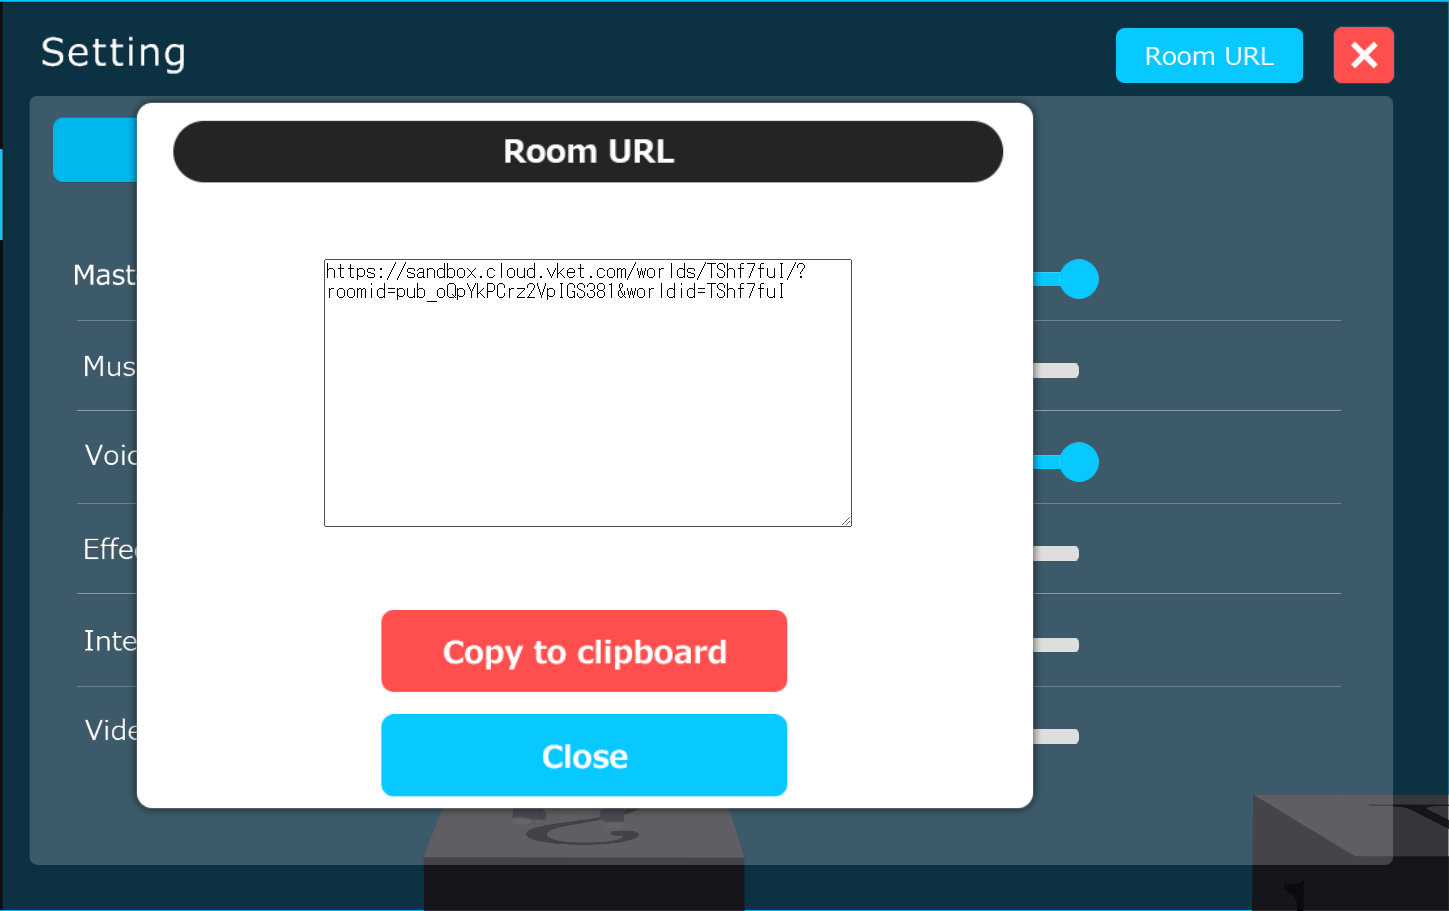 Setting
Room URL
Room URL
https://sandbox.cloud.vket.com/worlds/TShf7fuI/?
roomid=pub_oQpYkPCrz2VpIGS381&worldid=TShf7fuI
Mast
Mus
Voic
Effe
Inte
Vide
Copy to clipboard
Close